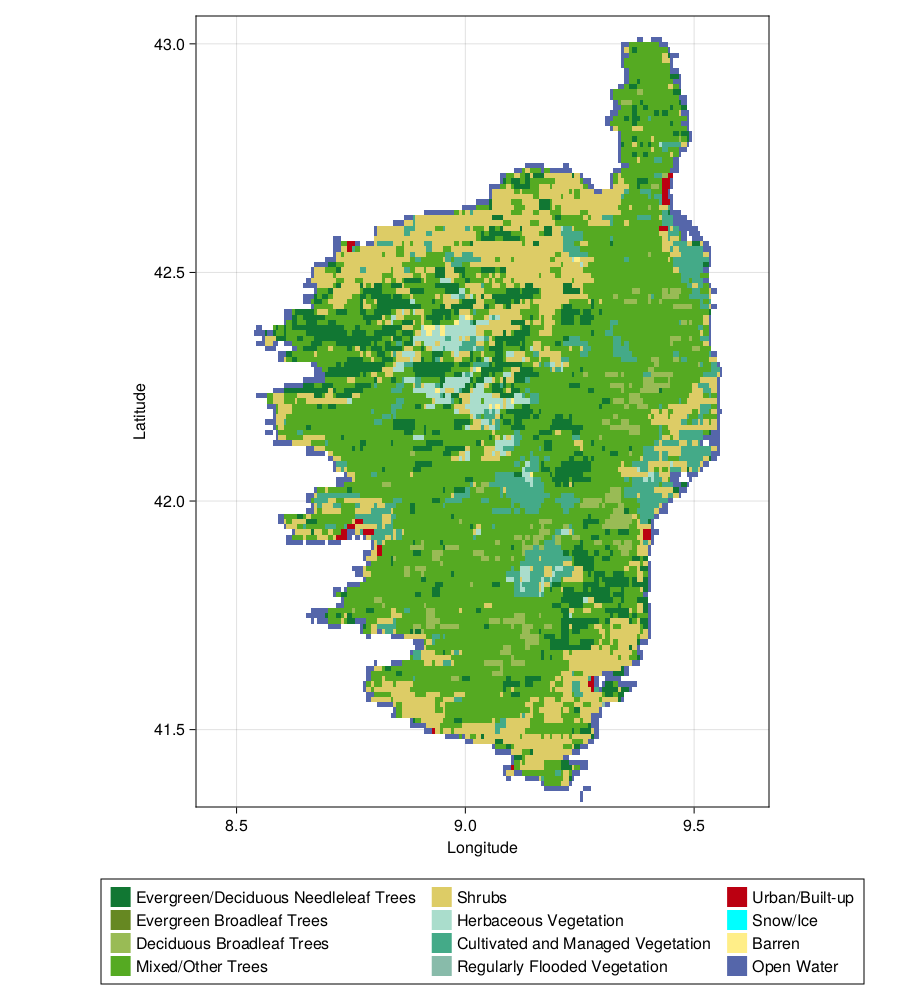 43.0
42.5
42.0
41.5
Latitude
8.5 9.0 9.5
Longitude
Evergreen/Deciduous Needleleaf Trees Shrubs Urban/Built-up
Evergreen Broadleaf Trees Herbaceous Vegetation Snow/Ice
Deciduous Broadleaf Trees Cultivated and Managed Vegetation Barren
Mixed/Other Trees Regularly Flooded Vegetation Open Water